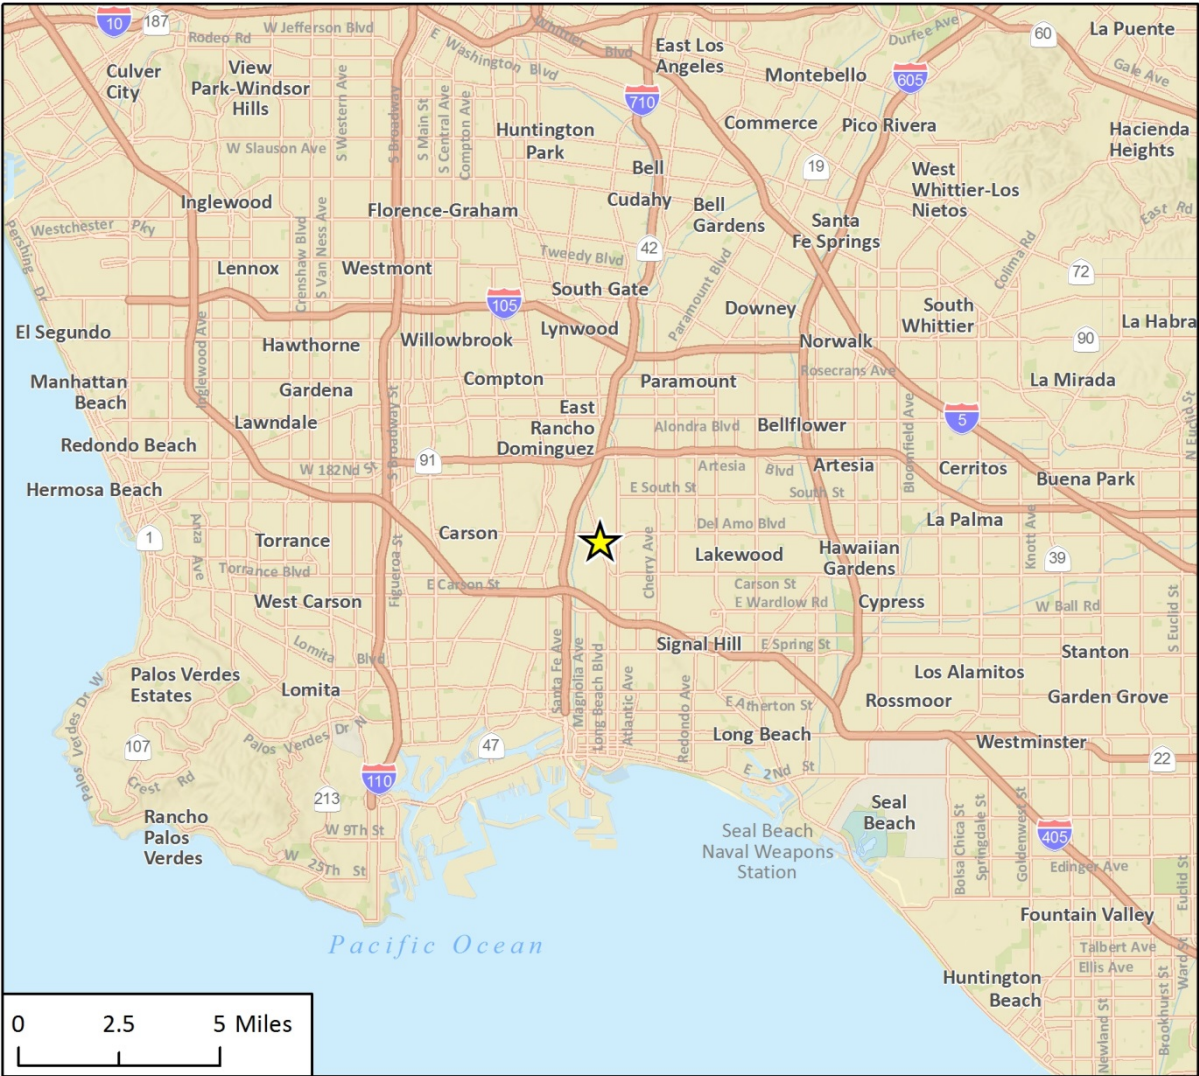 10
187
W Jefferson Blvd
Rodeo Rd
E Washington Blvd
Whittier Blvd
East Los
Angeles
Durfee Ave
60
La Puente
Gale Ave
Culver
City
View
Park-Windsor
Hills
S Western Ave
S Broadway
S Main St
S Central Ave
Compton Ave
710
Montebello
605
Commerce
Pico Rivera
Hacienda
Heights
W Slauson Ave
Huntington
Park
Bell
19
West
Whittier-Los
Nietos
Inglewood
Florence-Graham
Cudahy
Bell
Gardens
Santa
Fe Springs
East Rd
Westchester Pky
Pershing Dr
Crenshaw Blvd
S Van Ness Ave
Tweedy Blvd
42
Paramount Blvd
Colima Rd
72
Lennox
Westmont
South Gate
105
Downey
South
Whittier
La Habra
El Segundo
Inglewood Ave
Hawthorne
Willowbrook
Lynwood
Norwalk
90
Rosecrans Ave
Manhattan
Beach
Gardena
Compton
Paramount
La Mirada
N Euclid St
Lawndale
S Broadway St
East
Rancho
Dominguez
Alondra Blvd
Bellflower
Bloomfield Ave
5
Redondo Beach
W 182Nd St
91
Artesia Blvd
Artesia
Cerritos
Buena Park
Hermosa Beach
E South St
South St
1
Anza Ave
Torrance
Carson
Cherry Ave
Del Amo Blvd
La Palma
Knott Ave
Lakewood
Hawaiian
Gardens
39
Torrance Blvd
Figueroa St
E Carson St
Carson St
West Carson
E Wardlow Rd
Cypress
W Ball Rd
S Euclid St
Lomita Blvd
Santa Fe Ave
Magnolia Ave
Long Beach Blvd
Atlantic Ave
Signal Hill
E Spring St
Stanton
Palos Verdes
Estates
Lomita
Redondo Ave
Los Alamitos
Palos Verdes Dr W
Rossmoor
Garden Grove
E Atherton St
Palos Verdes Dr N
107
47
Long Beach
Westminster
22
Crest Rd
110
E 2Nd St
213
Rancho
Palos
Verdes
W 9Th St
W 25Th St
Seal Beach
Naval Weapons
Station
Seal
Beach
Bolsa Chica St
Springdale St
Goldenwest St
405
Edinger Ave
Euclid St
Fountain Valley
Pacific Ocean
Talbert Ave
Ellis Ave
Ward St
Huntington
Beach
Newland St
Brookhurst St
0 2.5 5 Miles